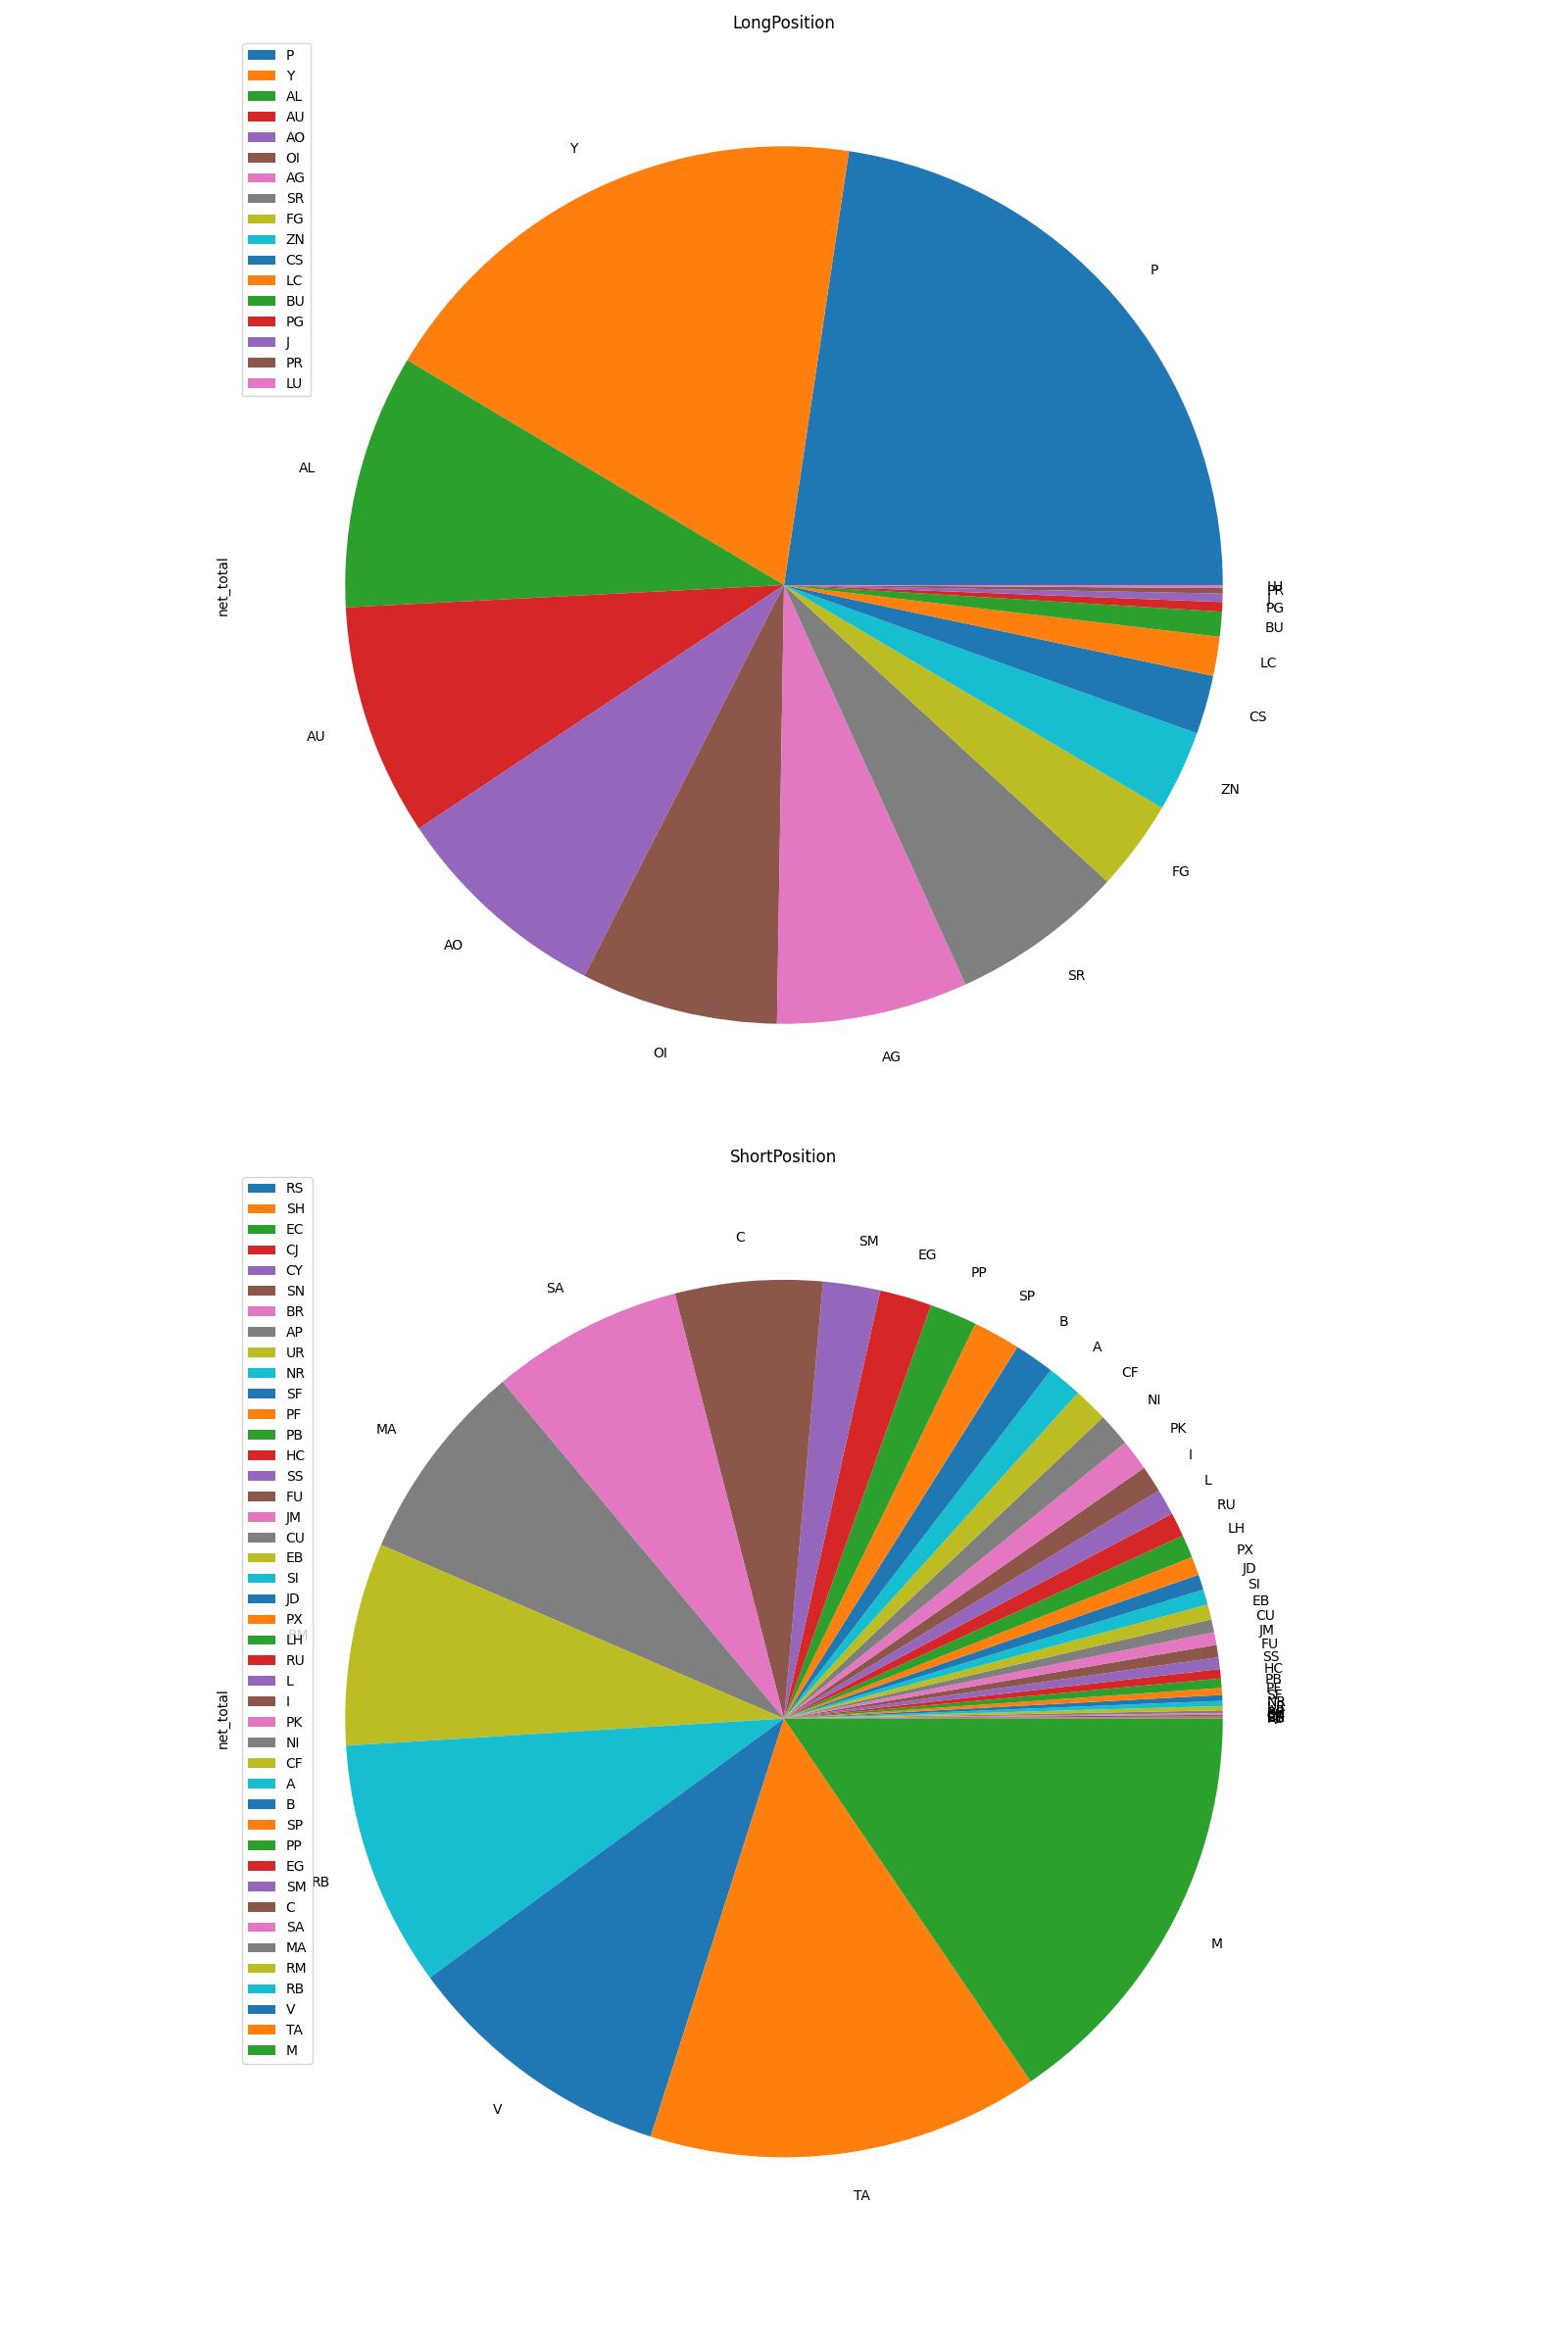 LongPosition
P
Y
AL
AU
AO
OI
AG
SR
FG
ZN
CS
LC
BU
PG
J
PR
LU
net_total
P
Y
AL
AU
AO
OI
AG
SR
FG
ZN
CS
LC
BU
PG
PR
ShortPosition
RS
SH
EC
CJ
CY
SN
BR
AP
UR
NR
SF
PF
PB
HC
SS
FU
JM
CU
EB
SI
JD
PX
LH
RU
L
I
PK
NI
CF
A
B
SP
PP
EG
SM
C
SA
MA
RM
RB
V
TA
M
net_total
HC
SS
FU
JM
CU
EB
SI
JD
PX
LH
RU
L
I
PK
NI
CF
A
B
SP
PP
EG
SM
C
SA
MA
RM
RB
V
TA
M